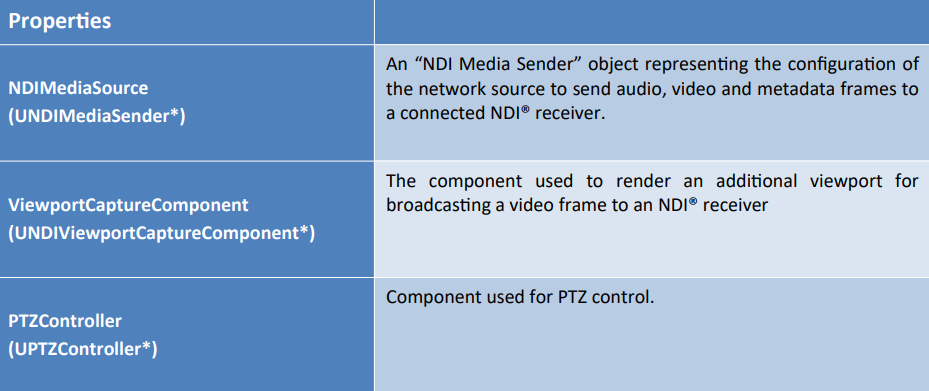 Properties
NDIMediaSource
(UNDIMediaSender*)
An “NDI Media Sender” object representing the configuration of
the network source to send audio, video and metadata frames to
a connected NDI® receiver.
ViewportCaptureComponent
(UNDIViewportCaptureComponent*)
The component used to render an additional viewport for
broadcasting a video frame to an NDI® receiver
PTZController
(UPTZController*)
Component used for PTZ control.